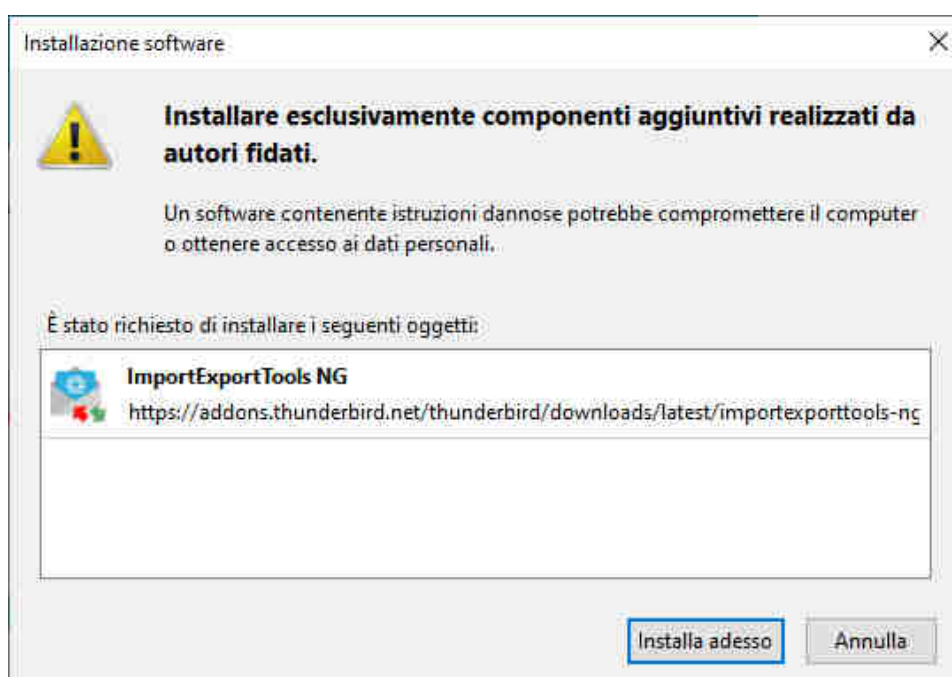 Installazione software
Installare esclusivamente componenti aggiuntivi realizzati da
autori fidati.
Un software contenente istruzioni dannose potrebbe compromettere il computer
o ottenere accesso ai dati personali.
È stato richiesto di installare i seguenti oggetti:
ImportExportTools NG
https://addons.thunderbird.net/thunderbird/downloads/latest/importexporttools-ng
Installa adesso
Annulla